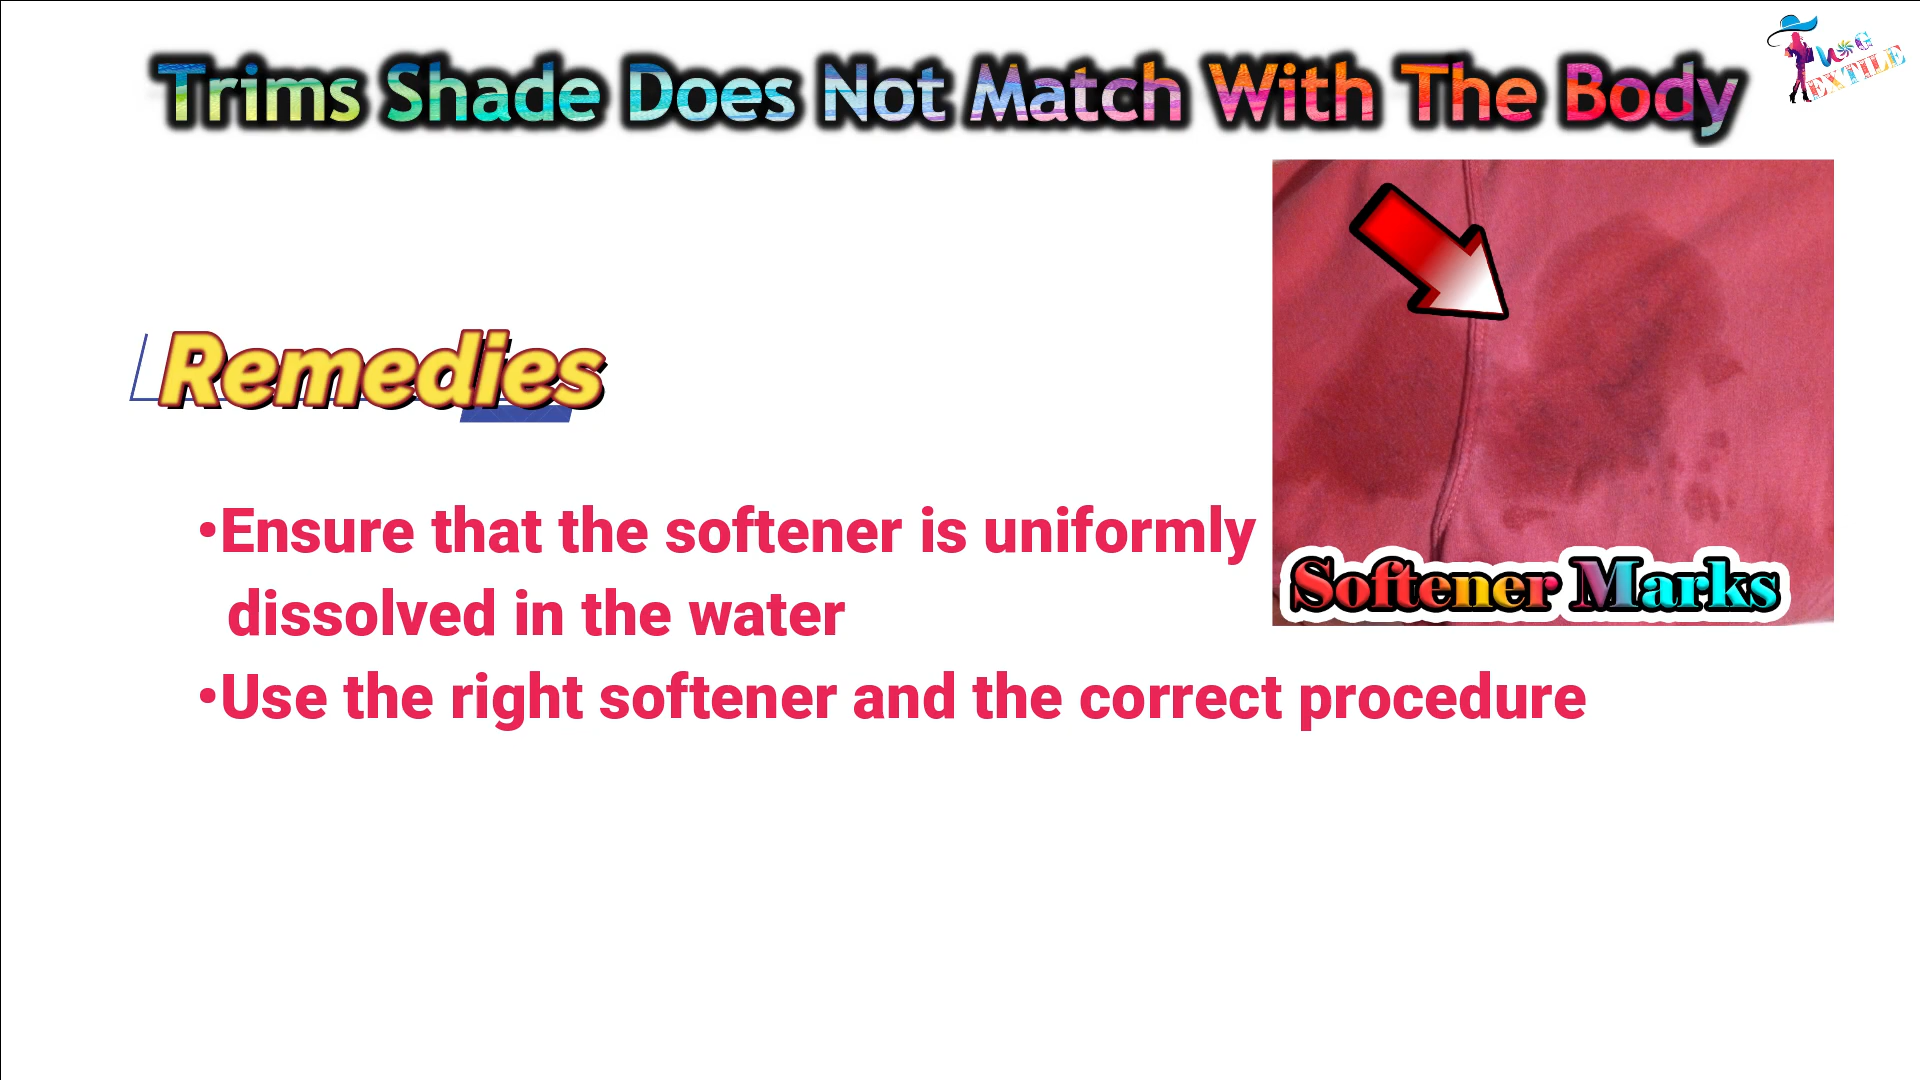 Trims Shade Does Not Match With The Body
Remedies
•Ensure that the softener is uniformly
dissolved in the water
•Use the right softener and the correct procedure
Softener Marks